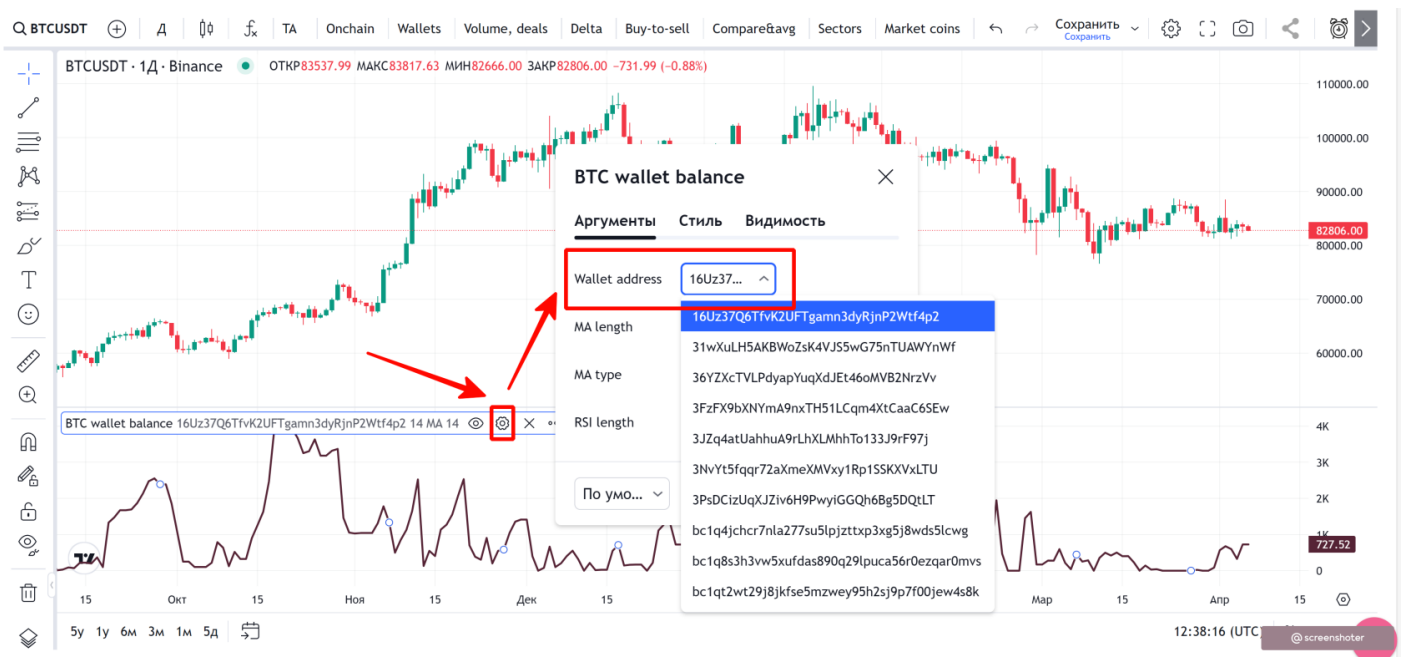 BTCUSDT Д TA Onchain Wallets Volume, deals Delta Buy-to-sell Compare&avg Sectors Market coins Сохранить
Сохранить
BTCUSDT · 1Д · Binance ОТКР83537.99 МАКС83817.63 МИН82666.00 ЗАКР82806.00 −731.99 (−0.88%)
110000.00
100000.00
90000.00
82806.00
80000.00
70000.00
60000.00
BTC wallet balance
Аргументы Стиль Видимость
Wallet address 16Uz37...
MA length
MA type
RSI length
По умо...
16Uz37Q6TfvK2UFTgamn3dyRjnP2Wtf4p2
31wXuLH5AKBWoZsK4VJS5wG75nTUAWYnWf
36YZXcTVLPdyapYuqXdJEt46oMVB2NrzVv
3FzFX9bXNYmA9nxTH51LCqm4XtCaaC6SEw
3JZq4atUahhuA9rLhXLMhhTo133J9rF97j
3NvYt5fqqr72aXmeXMVxy1Rp1SSKXVxLTU
3PsDCizUqXJZiv6H9PwyiGGQh6Bg5DQtLT
bc1q4jchcr7nla277su5lpjzttxp3xg5j8wds5lcwg
bc1q8s3h3vw5xufdas890q29lpuca56r0ezqar0mvs
bc1qt2wt29j8jkfse5mzwey95h2sj9p7f00jew4s8k
BTC wallet balance 16Uz37Q6TfvK2UFTgamn3dyRjnP2Wtf4p2 14 MA 14
4K
3K
2K
1K
727.52
0
15 Окт 15 Ноя 15 Дек 15 Мар 15 Апр 15
5y 1y 6м 3м 1м 5д 12:38:16 (UTC)
@screenshoter